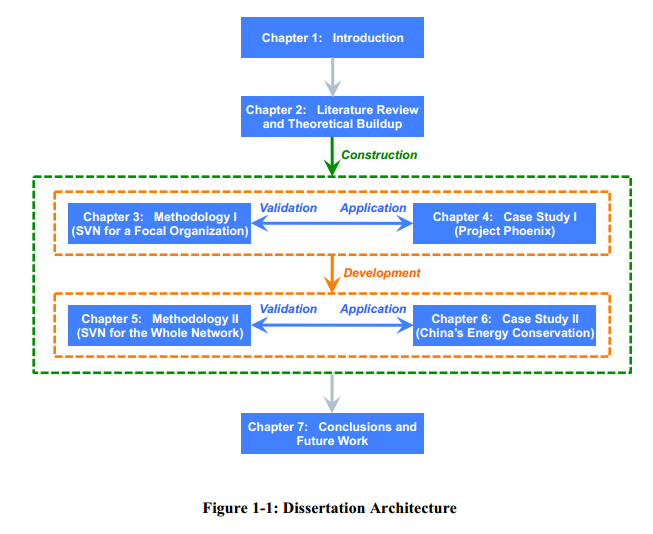 Chapter 1: Introduction
Chapter 2: Literature Review
and Theoretical Buildup
Construction
Chapter 3: Methodology I
(SVN for a Focal Organization)
Validation Application
Chapter 4: Case Study I
(Project Phoenix)
Development
Chapter 5: Methodology II
(SVN for the Whole Network)
Validation Application
Chapter 6: Case Study II
(China's Energy Conservation)
Chapter 7: Conclusions and
Future Work
Figure 1-1: Dissertation Architecture